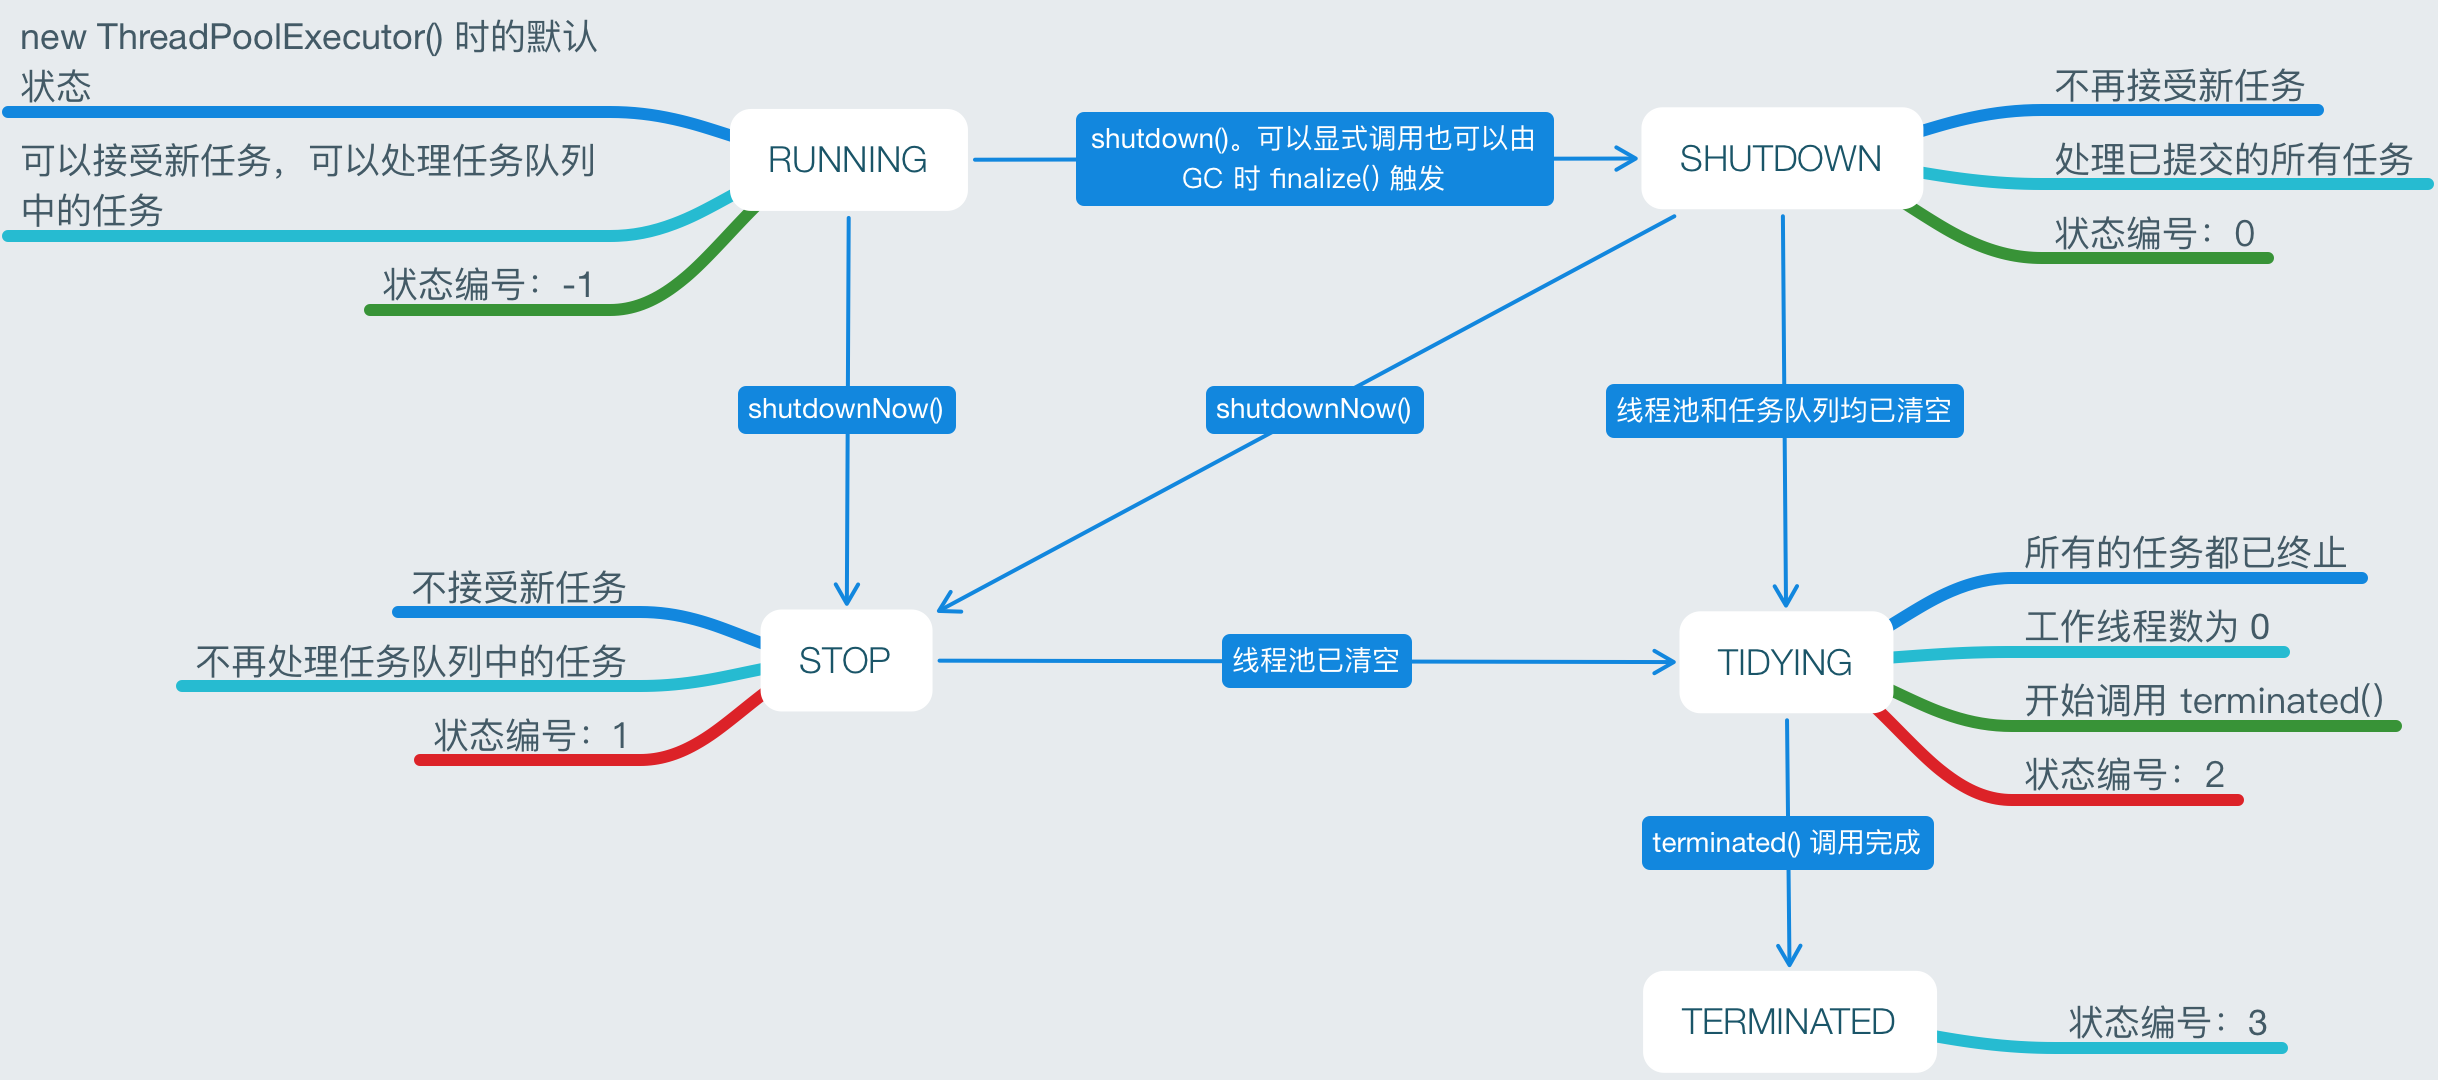 new ThreadPoolExecutor() 时的默认
状态
可以接受新任务，可以处理任务队列
中的任务
状态编号：-1
RUNNING
shutdown()。可以显式调用也可以由
GC 时 finalize() 触发
SHUTDOWN
不再接受新任务
处理已提交的所有任务
状态编号：0
shutdownNow()
shutdownNow()
线程池和任务队列均已清空
不接受新任务
不再处理任务队列中的任务
状态编号：1
STOP
线程池已清空
TIDYING
所有的任务都已终止
工作线程数为 0
开始调用 terminated()
状态编号：2
terminated() 调用完成
TERMINATED
状态编号：3